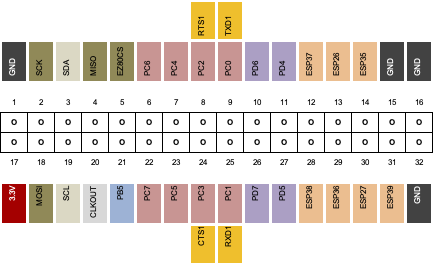 RTS1 TXD1
GND SCK SDA MISO EZ80CS PC6 PC4 PC2 PC0 PD6 PD4 ESP37 ESP26 ESP35 GND GND
1 2 3 4 5 6 7 8 9 10 11 12 13 14 15 16
O O O O O O O O O O O O O O O O
O O O O O O O O O O O O O O O O
17 18 19 20 21 22 23 24 25 26 27 28 29 30 31 32
3.3V MOSI SCL CLKOUT PB5 PC7 PC5 PC3 PC1 PD7 PD5 ESP38 ESP36 ESP27 ESP39 GND
CTS1 RXD1